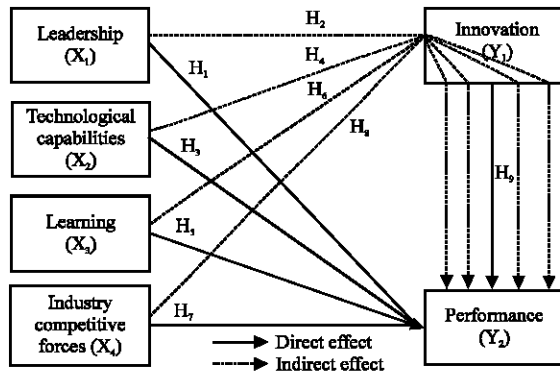 Leadership
(X₁)
Technological
capabilities
(X₂)
Learning
(X₃)
Industry
competitive
forces (X₄)
H₂
H₁
H₄
H₆
H₈
H₃
H₅
H₇
Innovation
(Y₁)
H₉
Performance
(Y₂)
Direct effect
Indirect effect